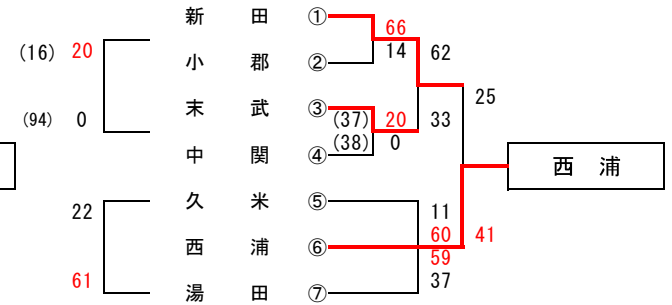 新 田 ①
66
(16) 20
14 62
小 郡 ②
25
末 武 ③
(94) 0
(37) 20 33
(38) 0
中 関 ④
西 浦
久 米 ⑤
22
11
西 浦 ⑥
60 41
59
61
37
湯 田 ⑦